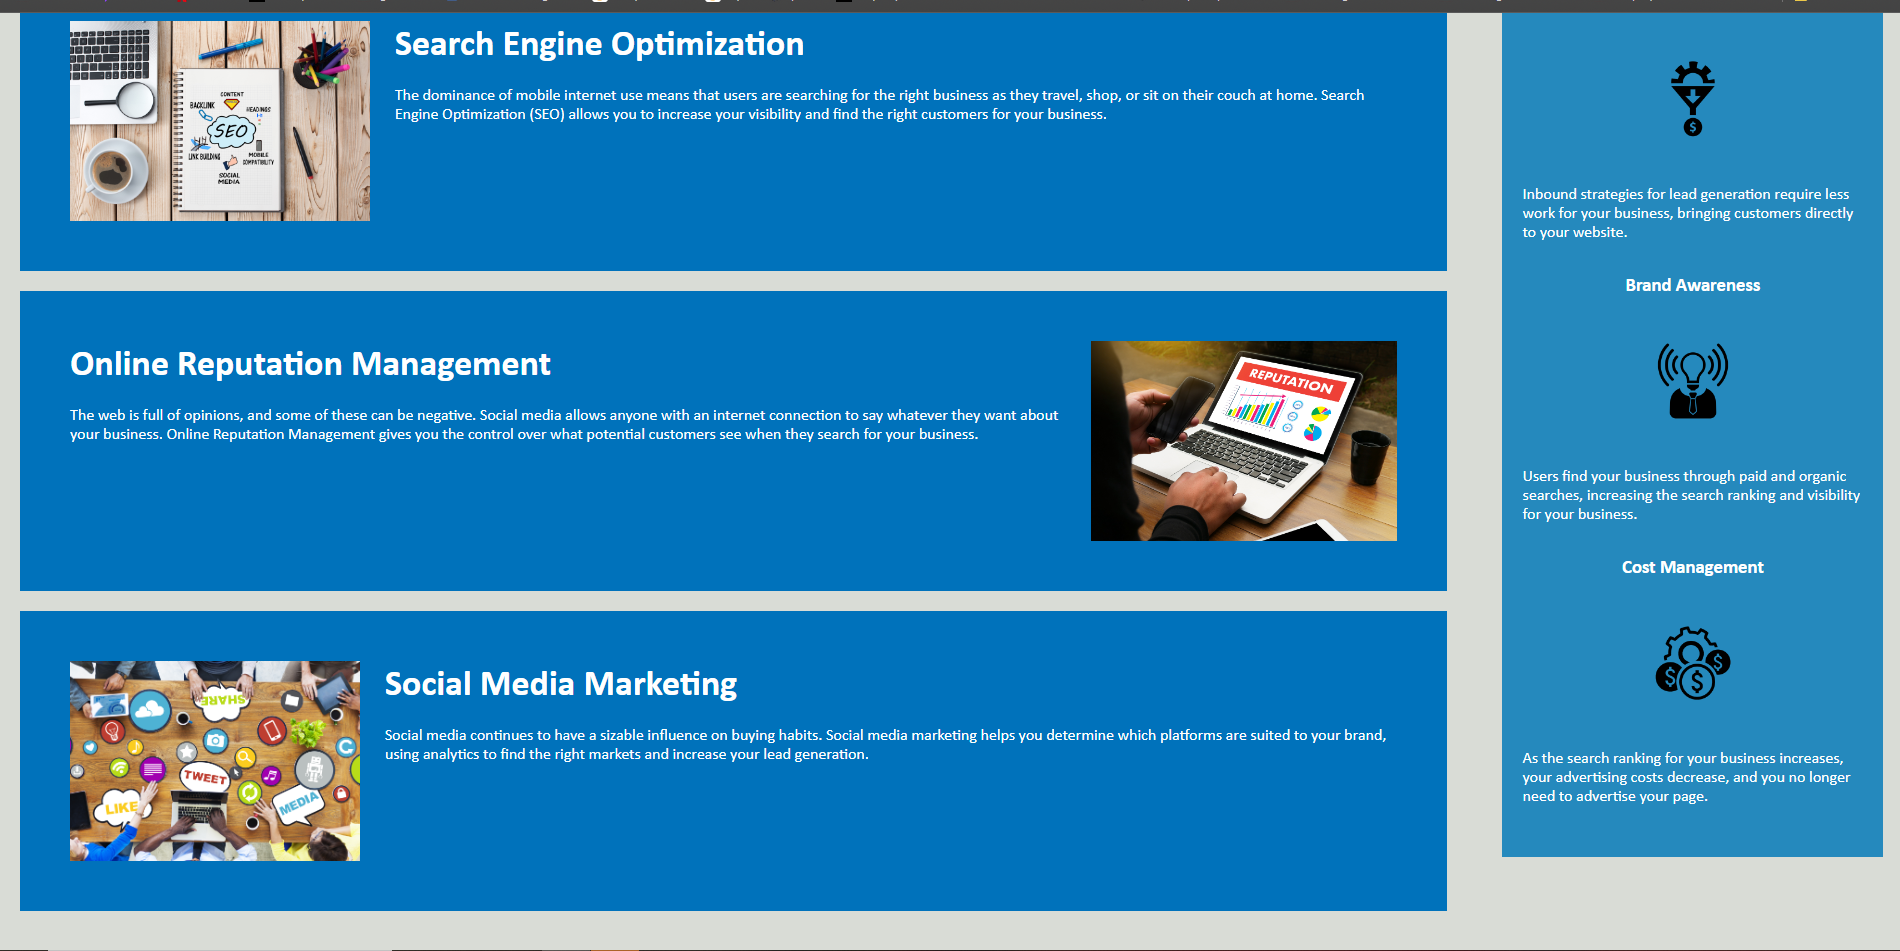 Search Engine Optimization
The dominance of mobile internet use means that users are searching for the right business as they travel, shop, or sit on their couch at home. Search
Engine Optimization (SEO) allows you to increase your visibility and find the right customers for your business.
CONTENT
BACKLINK
HEADINGS
SEO
LINK BUILDING
MOBILE
COMPATIBILITY
SOCIAL
MEDIA
Online Reputation Management
The web is full of opinions, and some of these can be negative. Social media allows anyone with an internet connection to say whatever they want about
your business. Online Reputation Management gives you the control over what potential customers see when they search for your business.
REPUTATION
Social Media Marketing
Social media continues to have a sizable influence on buying habits. Social media marketing helps you determine which platforms are suited to your brand,
using analytics to find the right markets and increase your lead generation.
SHARE
TWEET
LIKE
MEDIA
$
Inbound strategies for lead generation require less
work for your business, bringing customers directly
to your website.
Brand Awareness
Users find your business through paid and organic
searches, increasing the search ranking and visibility
for your business.
Cost Management
$ $ $
As the search ranking for your business increases,
your advertising costs decrease, and you no longer
need to advertise your page.